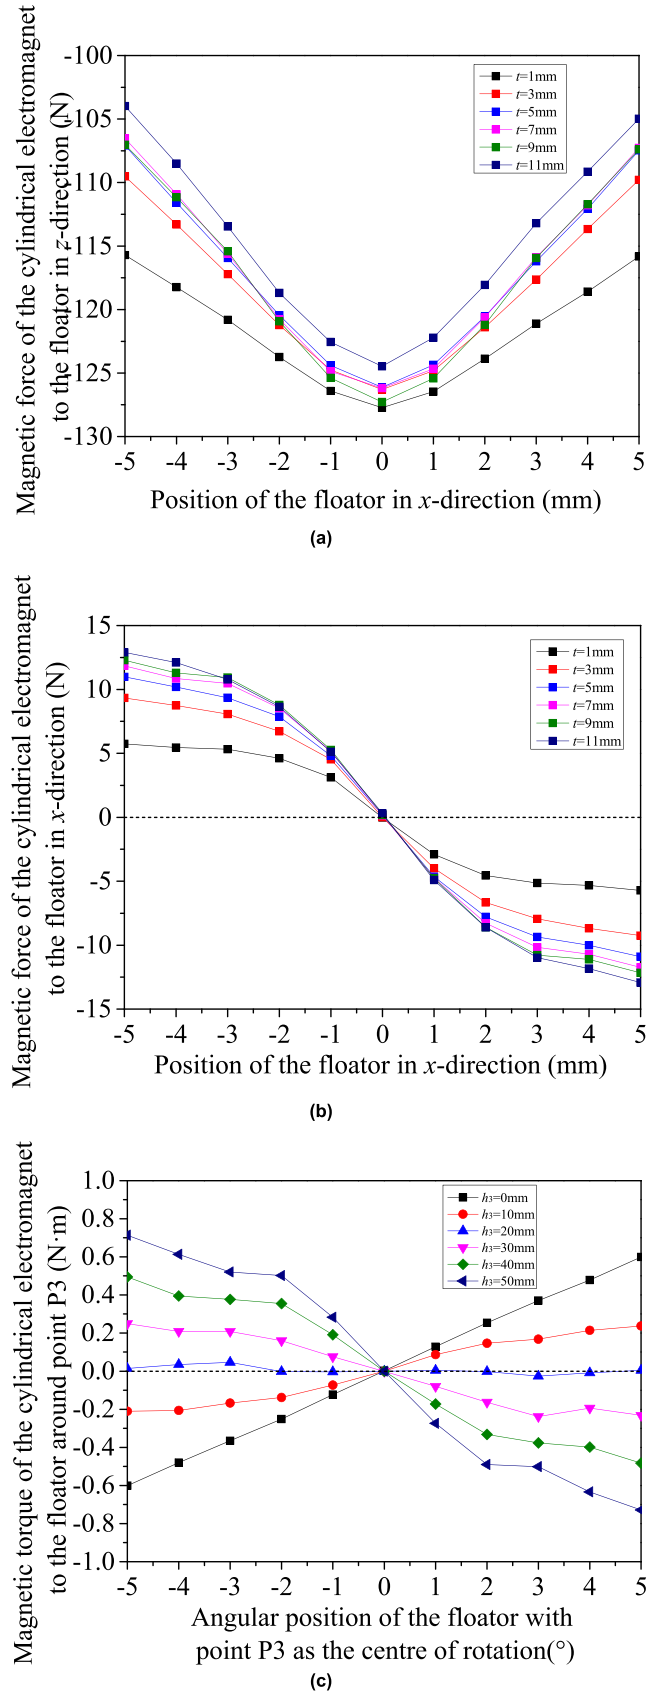 Magnetic force of the cylindrical electromagnet
to the floator in z-direction (N)
-100
-105
-110
-115
-120
-125
-130
t=1mm
t=3mm
t=5mm
t=7mm
t=9mm
t=11mm
-5 -4 -3 -2 -1 0 1 2 3 4 5
Position of the floator in x-direction (mm)
(a)
Magnetic force of the cylindrical electromagnet
to the floator in x-direction (N)
15
10
5
0
-5
-10
-15
t=1mm
t=3mm
t=5mm
t=7mm
t=9mm
t=11mm
-5 -4 -3 -2 -1 0 1 2 3 4 5
Position of the floator in x-direction (mm)
(b)
Magnetic torque of the cylindrical electromagnet
to the floator around point P3 (N·m)
1.0
0.8
0.6
0.4
0.2
0.0
-0.2
-0.4
-0.6
-0.8
-1.0
h3=0mm
h3=10mm
h3=20mm
h3=30mm
h3=40mm
h3=50mm
-5 -4 -3 -2 -1 0 1 2 3 4 5
Angular position of the floator with
point P3 as the centre of rotation(°)
(c)